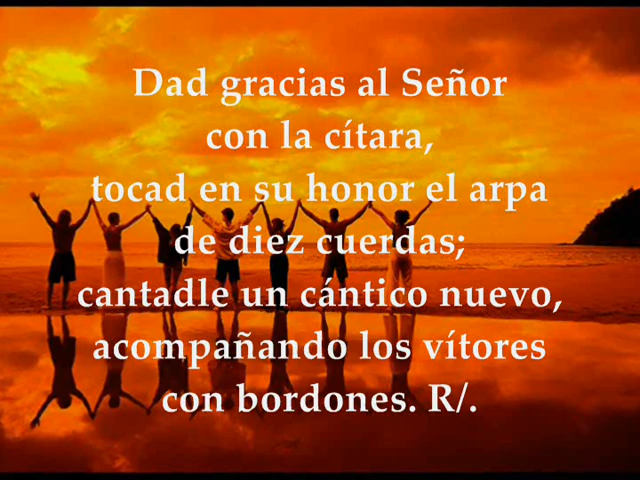 Dad gracias al Señor
con la cítara,
tocad en su honor el arpa
de diez cuerdas;
cantadle un cántico nuevo,
acompañando los vítores
con bordones. R/.